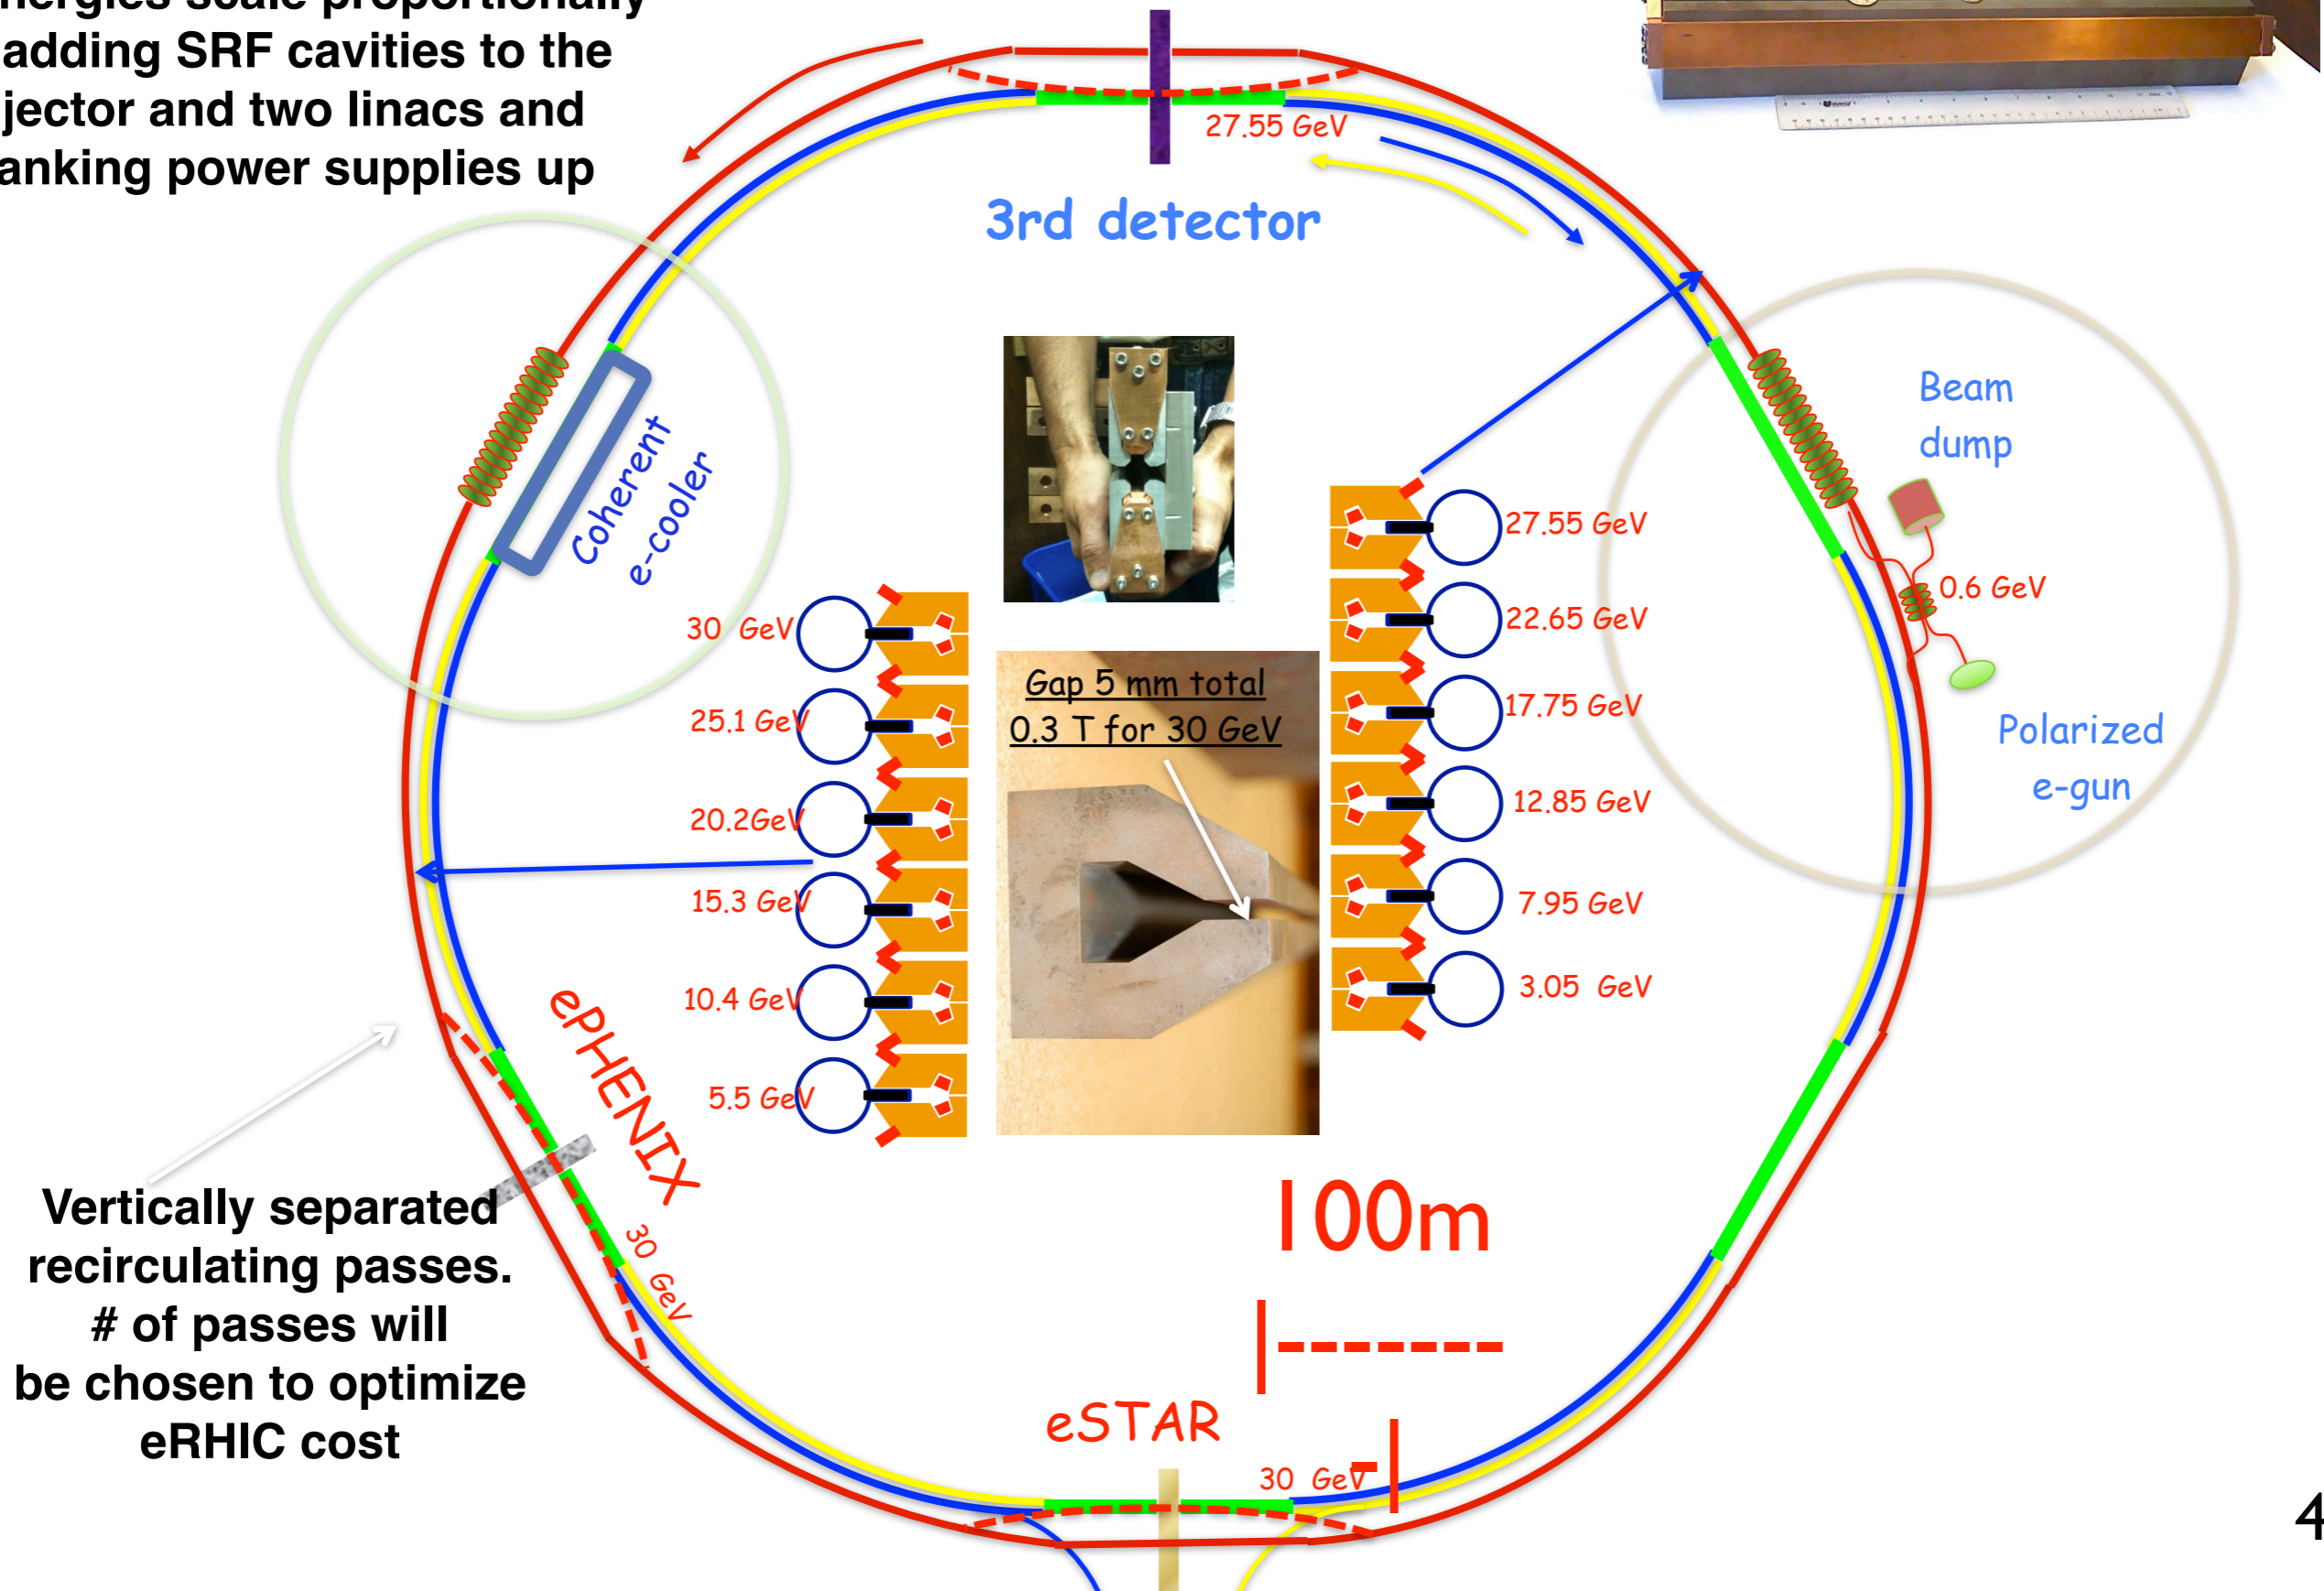 adding SRF cavities to the
and two linacs and
power supplies up
27.55 GeV
3rd detector
Coherent
e-cooler
Beam
dump
0.6 GeV
Polarized
e-gun
30 GeV
25.1 GeV
20.2GeV
15.3 GeV
10.4 GeV
5.5 GeV
Gap 5 mm total
0.3 T for 30 GeV
27.55 GeV
22.65 GeV
17.75 GeV
12.85 GeV
7.95 GeV
3.05 GeV
ePHENIX
30 GeV
Vertically separated
recirculating passes.
# of passes will
be chosen to optimize
eRHIC cost
100m
eSTAR
30 GeV
4